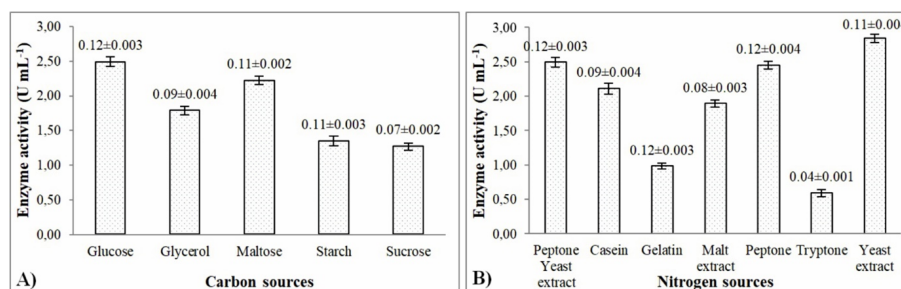 3,00
2,50
2,00
1,50
1,00
0,50
0,00
Enzyme activity (U mL-1)
0.12±0.003
0.09±0.004
0.11±0.002
0.11±0.003
0.07±0.002
Glucose Glycerol Maltose Starch Sucrose
A)
Carbon sources
3,00
2,50
2,00
1,50
1,00
0,50
0,00
Enzyme activity (U mL-1)
0.12±0.003
0.09±0.004
0.12±0.003
0.08±0.003
0.12±0.004
0.04±0.001
Peptone Casein Gelatin Malt Peptone Tryptone Yeast
Yeast extract extract
extract
B)
Nitrogen sources